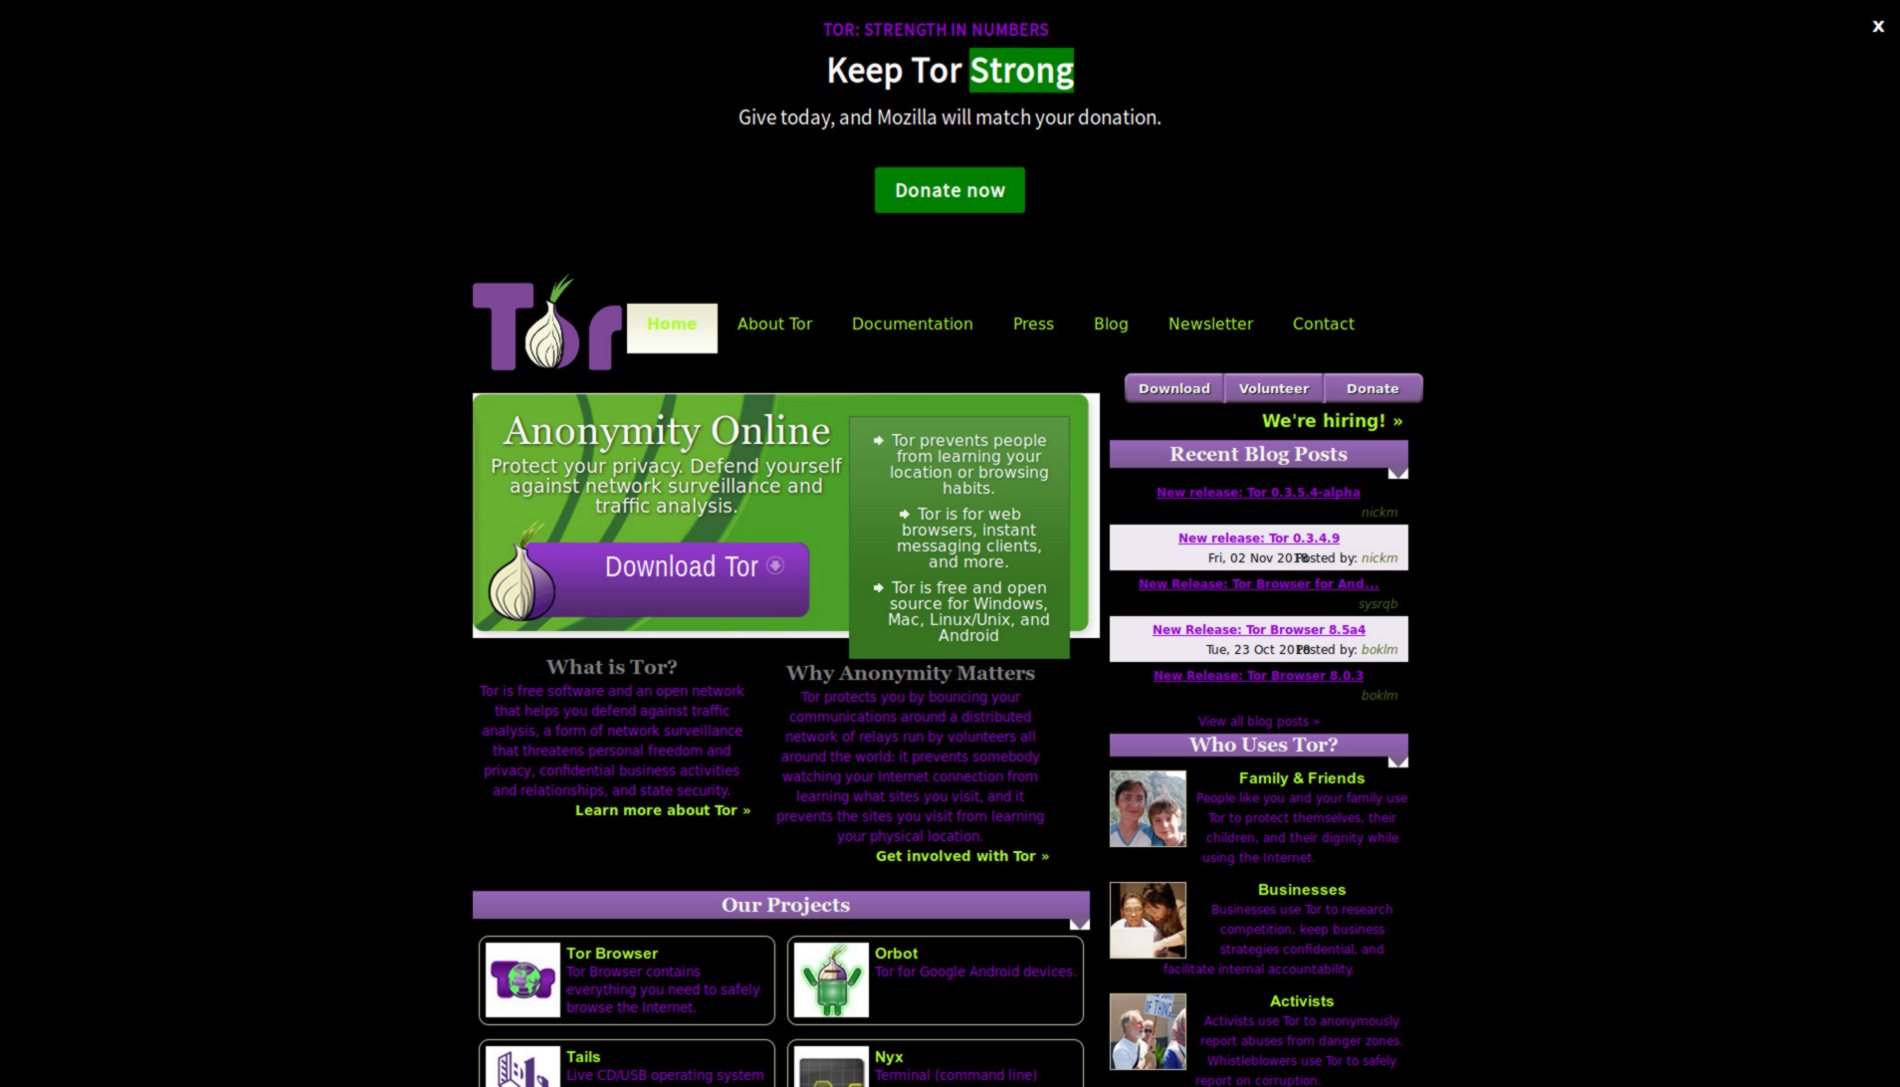 x
TOR: STRENGTH IN NUMBERS
Keep Tor Strong
Give today, and Mozilla will match your donation.
Donate now
Tor
Home
About Tor
Documentation
Press
Blog
Newsletter
Contact
Download
Volunteer
Donate
We're hiring! »
Anonymity Online
Protect your privacy. Defend yourself
against network surveillance and
traffic analysis.
Download Tor
Tor prevents people
from learning your
location or browsing
habits.
Tor is for web
browsers, instant
messaging clients,
and more.
Tor is free and open
source for Windows,
Mac, Linux/Unix, and
Android
What is Tor?
Tor is free software and an open network
that helps you defend against traffic
analysis, a form of network surveillance
that threatens personal freedom and
privacy, confidential business activities
and relationships, and state security.
Learn more about Tor »
Why Anonymity Matters
Tor protects you by bouncing your
communications around a distributed
network of relays run by volunteers all
around the world: it prevents somebody
watching your Internet connection from
learning what sites you visit, and it
prevents the sites you visit from learning
your physical location.
Get involved with Tor »
Our Projects
Tor Browser
Tor Browser contains
everything you need to safely
browse the Internet.
Orbot
Tor for Google Android devices.
Tails
Live CD/USB operating system
Nyx
Terminal (command line)
Recent Blog Posts
New release: Tor 0.3.5.4-alpha
nickm
New release: Tor 0.3.4.9
Fri, 02 Nov 2018 Posted by: nickm
New Release: Tor Browser for And...
sysrqb
New Release: Tor Browser 8.5a4
Tue, 23 Oct 2018 Posted by: boklm
New Release: Tor Browser 8.0.3
boklm
View all blog posts »
Who Uses Tor?
Family & Friends
People like you and your family use
Tor to protect themselves, their
children, and their dignity while
using the Internet.
Businesses
Businesses use Tor to research
competition, keep business
strategies confidential, and
facilitate internal accountability.
Activists
Activists use Tor to anonymously
report abuses from danger zones.
Whistleblowers use Tor to safely
report on corruption.